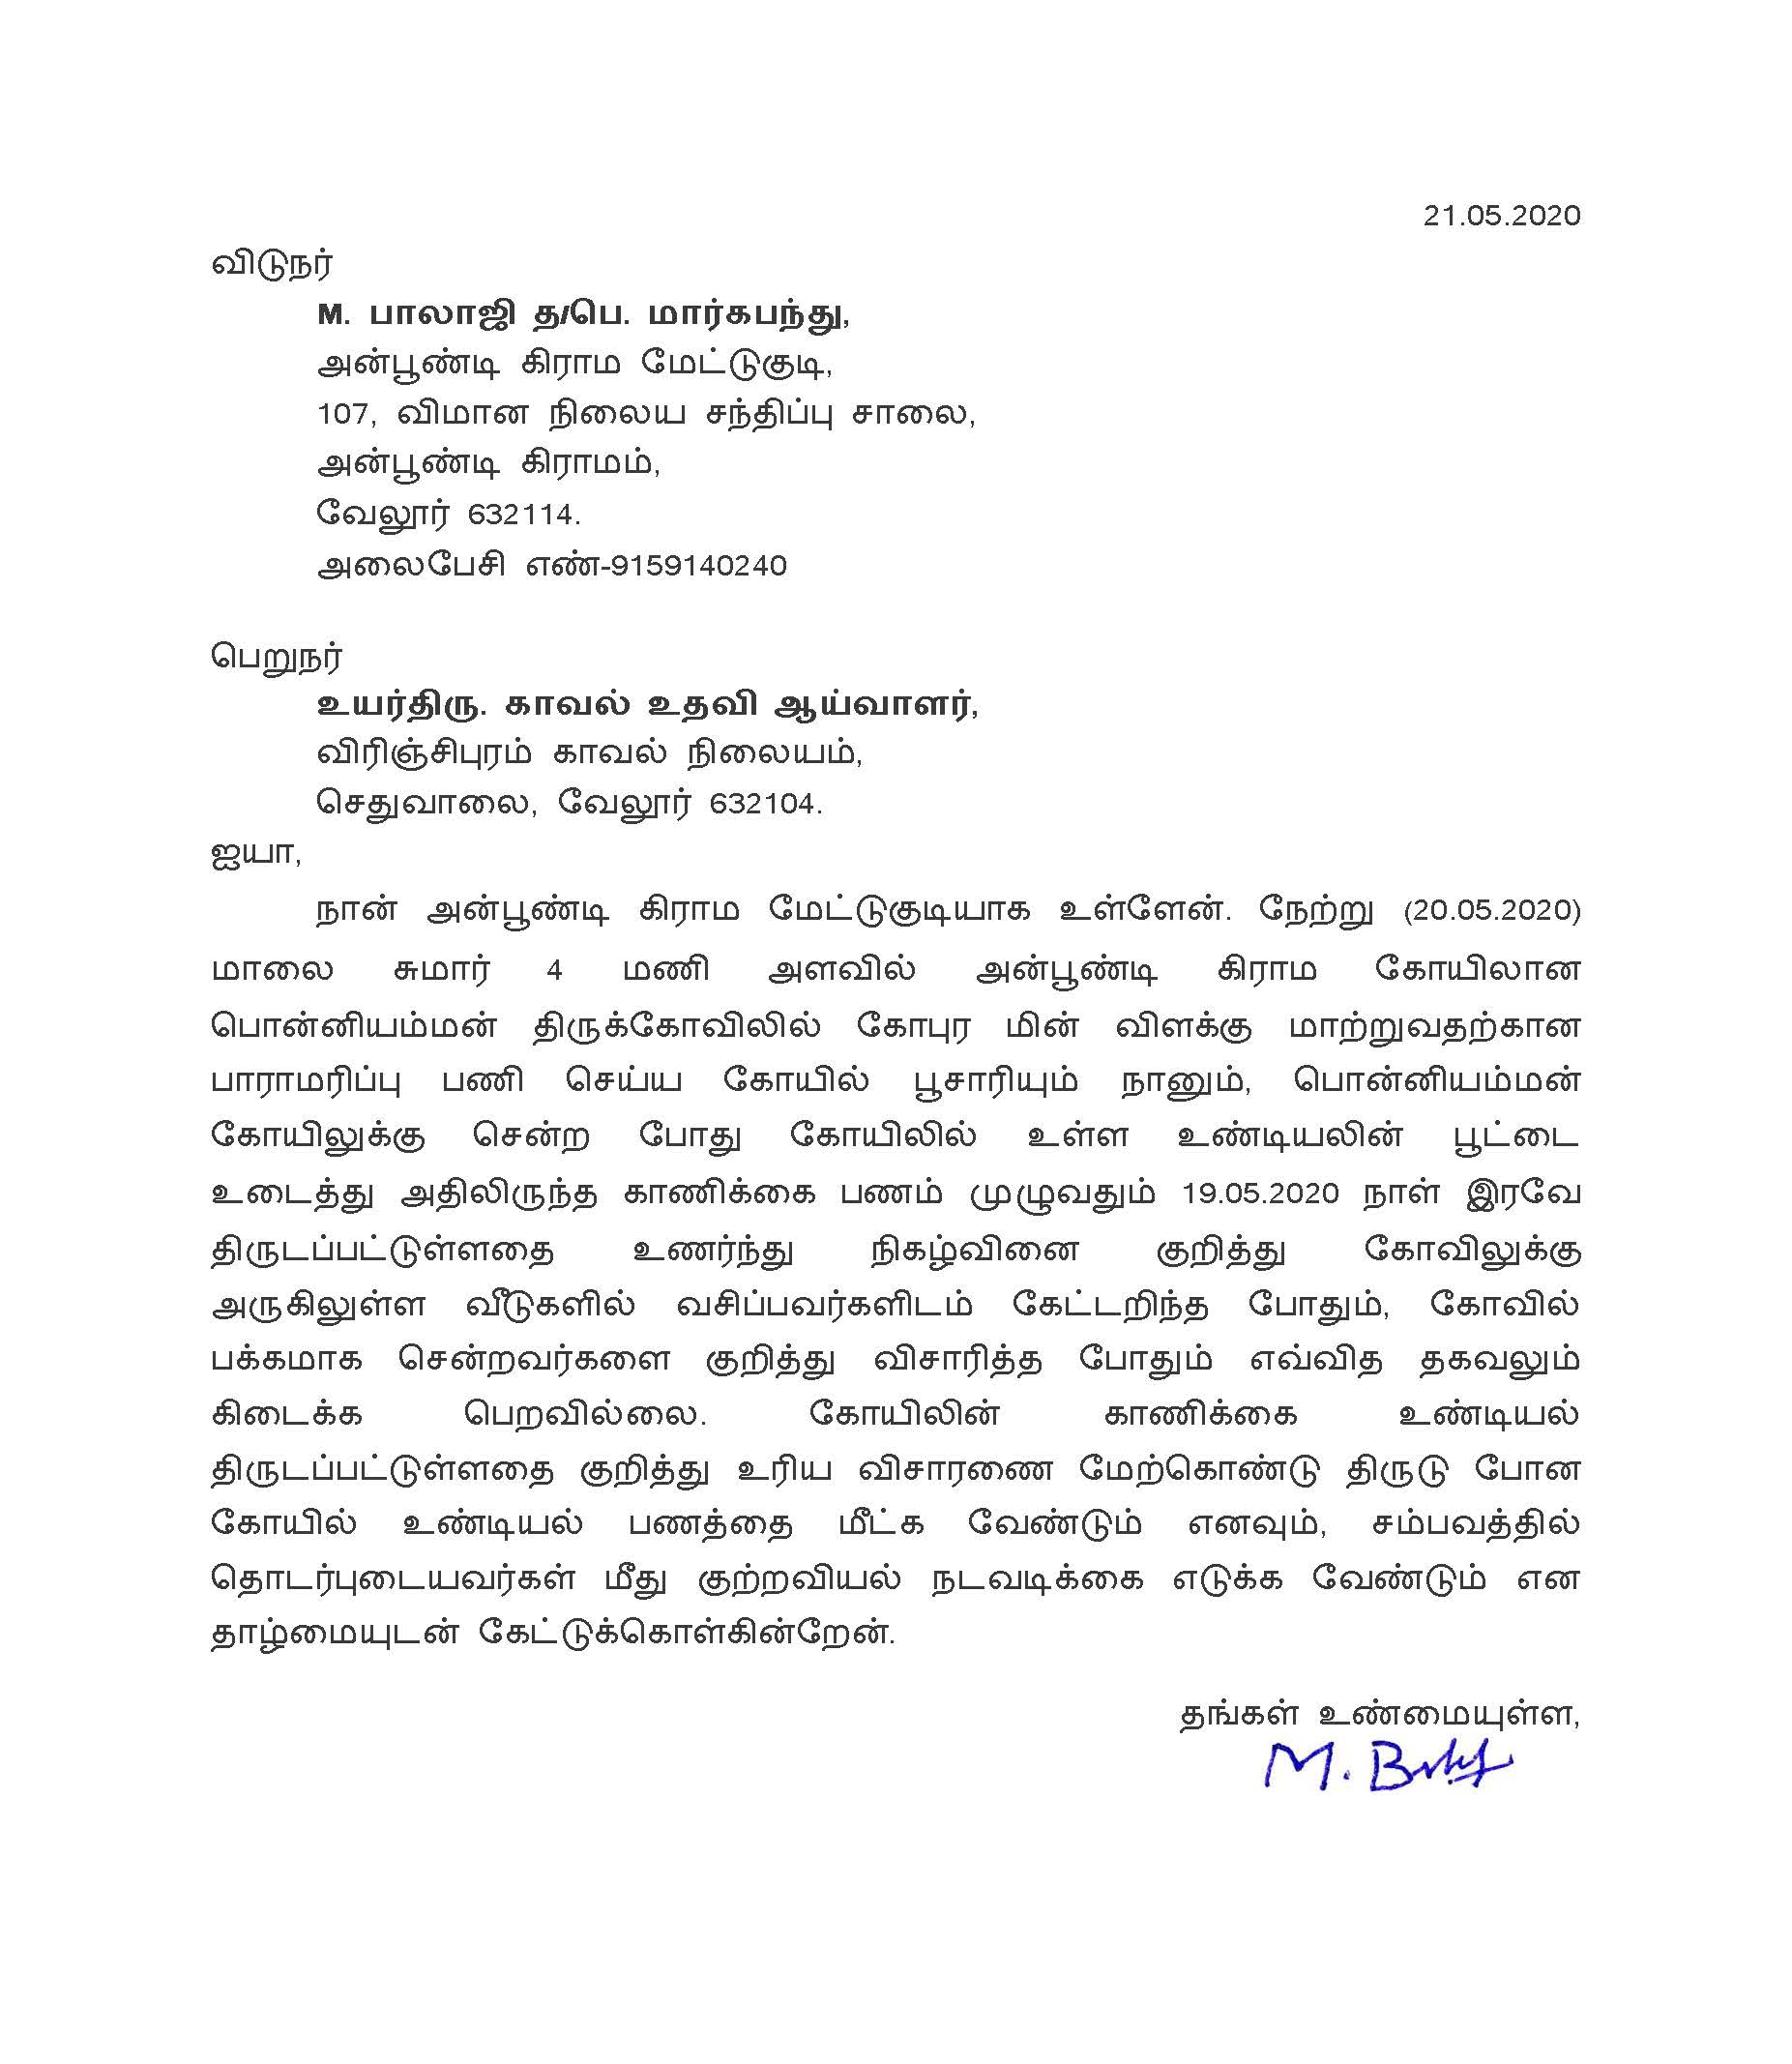 21.05.2020
விடுநர்
M. பாலாஜி த/பெ. மார்கபந்து,
அன்பூண்டி கிராம மேட்டுகுடி,
107, விமான நிலைய சந்திப்பு சாலை,
அன்பூண்டி கிராமம்,
வேலூர் 632114.
அலைபேசி எண்-9159140240
பெறுநர்
உயர்திரு. காவல் உதவி ஆய்வாளர்,
விரிஞ்சிபுரம் காவல் நிலையம்,
செதுவாலை, வேலூர் 632104.
ஐயா,
நான் அன்பூண்டி கிராம மேட்டுகுடியாக உள்ளேன். நேற்று (20.05.2020)
மாலை சுமார் 4 மணி அளவில் அன்பூண்டி கிராம கோயிலான
பொன்னியம்மன் திருக்கோவிலில் கோபுர மின் விளக்கு மாற்றுவதற்கான
பாராமரிப்பு பணி செய்ய கோயில் பூசாரியும் நானும், பொன்னியம்மன்
கோயிலுக்கு சென்ற போது கோயிலில் உள்ள உண்டியலின் பூட்டை
உடைத்து அதிலிருந்த காணிக்கை பணம் முழுவதும் 19.05.2020 நாள் இரவே
திருடப்பட்டுள்ளதை உணர்ந்து நிகழ்வினை குறித்து கோவிலுக்கு
அருகிலுள்ள வீடுகளில் வசிப்பவர்களிடம் கேட்டறிந்த போதும், கோவில்
பக்கமாக சென்றவர்களை குறித்து விசாரித்த போதும் எவ்வித தகவலும்
கிடைக்க பெறவில்லை. கோயிலின் காணிக்கை உண்டியல்
திருடப்பட்டுள்ளதை குறித்து உரிய விசாரணை மேற்கொண்டு திருடு போன
கோயில் உண்டியல் பணத்தை மீட்க வேண்டும் எனவும், சம்பவத்தில்
தொடர்புடையவர்கள் மீது குற்றவியல் நடவடிக்கை எடுக்க வேண்டும் என
தாழ்மையுடன் கேட்டுக்கொள்கின்றேன்.
தங்கள் உண்மையுள்ள,
M.